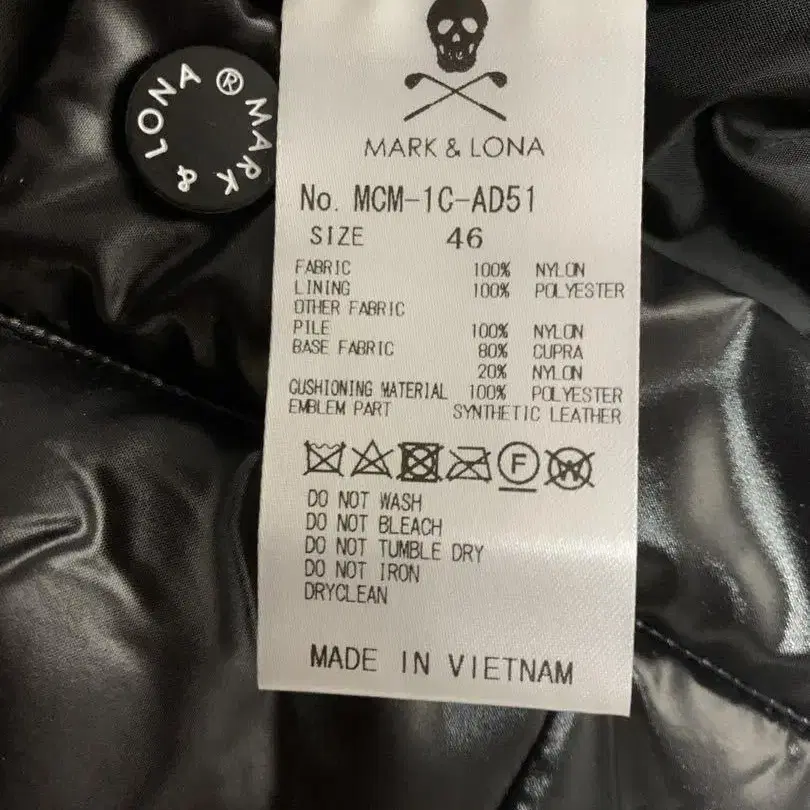 MARK & LONA ®
MARK & LONA
No. MCM-1C-AD51
SIZE 46
FABRIC 100% NYLON
LINING 100% POLYESTER
OTHER FABRIC
PILE 100% NYLON
BASE FABRIC 80% CUPRA
20% NYLON
CUSHIONING MATERIAL 100% POLYESTER
EMBLEM PART SYNTHETIC LEATHER
F W
DO NOT WASH
DO NOT BLEACH
DO NOT TUMBLE DRY
DO NOT IRON
DRYCLEAN
MADE IN VIETNAM